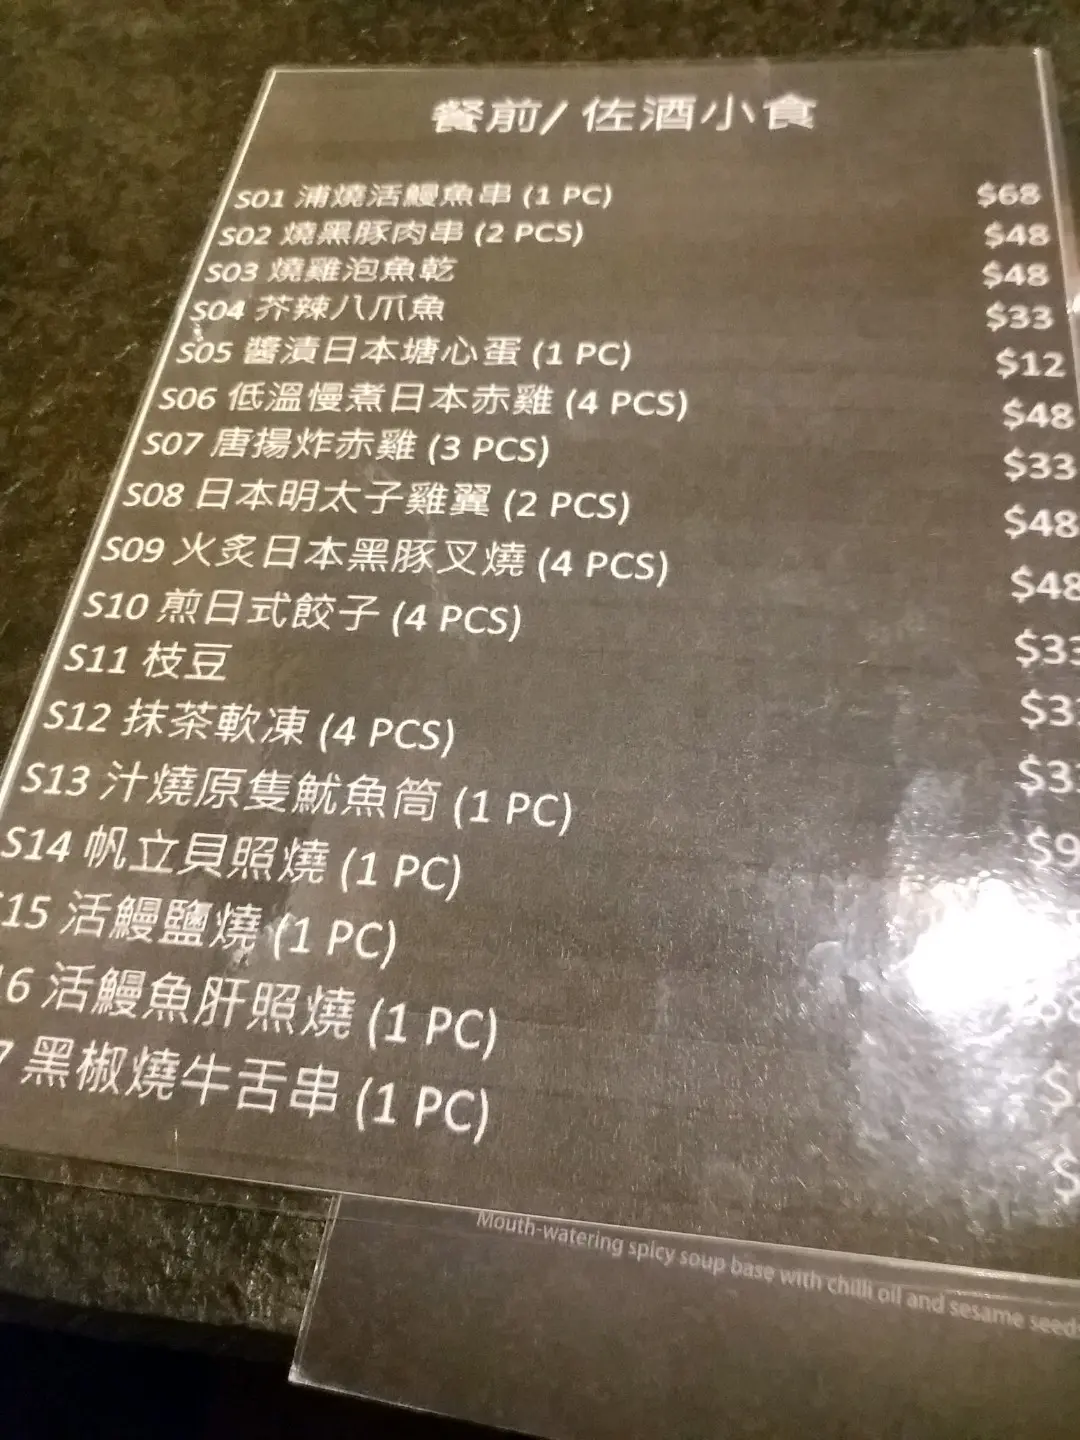 餐前/ 佐酒小食
S01 浦燒活鰻魚串 (1 PC) $68
S02 燒黑豚肉串 (2 PCS) $48
S03 燒雞泡魚乾 $48
S04 芥辣八爪魚 $33
S05 醬漬日本塘心蛋 (1 PC) $12
S06 低溫慢煮日本赤雞 (4 PCS) $48
S07 唐揚炸赤雞 (3 PCS) $33
S08 日本明太子雞翼 (2 PCS) $48
S09 火炙日本黑豚叉燒 (4 PCS) $48
S10 煎日式餃子 (4 PCS) $33
S11 枝豆 $3
S12 抹茶軟凍 (4 PCS) $33
S13 汁燒原隻魷魚筒 (1 PC) $9
S14 帆立貝照燒 (1 PC)
15 活鰻鹽燒 (1 PC)
16 活鰻魚肝照燒 (1 PC) $
7 黑椒燒牛舌串 (1 PC) $
Mouth-watering spicy soup base with chilli oil and sesame seeds